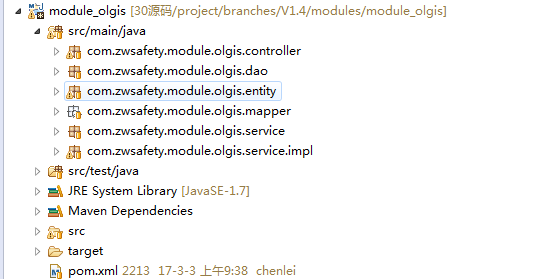 module_olgis [30源码/project/branches/V1.4/modules/module_olgis]
src/main/java
com.zwsafety.module.olgis.controller
com.zwsafety.module.olgis.dao
com.zwsafety.module.olgis.entity
com.zwsafety.module.olgis.mapper
com.zwsafety.module.olgis.service
com.zwsafety.module.olgis.service.impl
src/test/java
JRE System Library [JavaSE-1.7]
Maven Dependencies
src
target
pom.xml 2213 17-3-3 上午9:38 chenlei